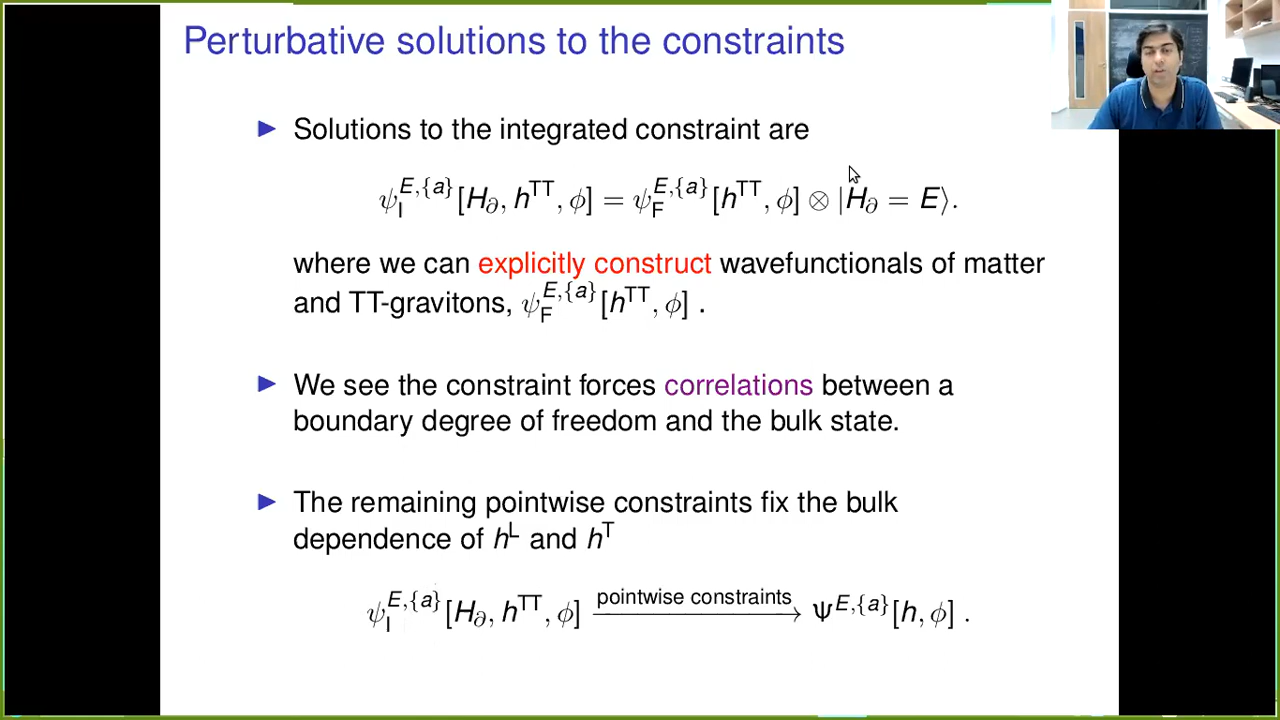 Perturbative solutions to the constraints
▶ Solutions to the integrated constraint are
ψ_I^{E,{a}}[H_∂, h^{TT}, ϕ] = ψ_F^{E,{a}}[h^{TT}, ϕ] ⊗ |H_∂ = E⟩.
where we can explicitly construct wavefunctionals of matter
and TT-gravitons, ψ_F^{E,{a}}[h^{TT}, ϕ] .
▶ We see the constraint forces correlations between a
boundary degree of freedom and the bulk state.
▶ The remaining pointwise constraints fix the bulk
dependence of h^L and h^T
ψ_I^{E,{a}}[H_∂, h^{TT}, ϕ] \xrightarrow{pointwise constraints} Ψ^{E,{a}}[h, ϕ] .